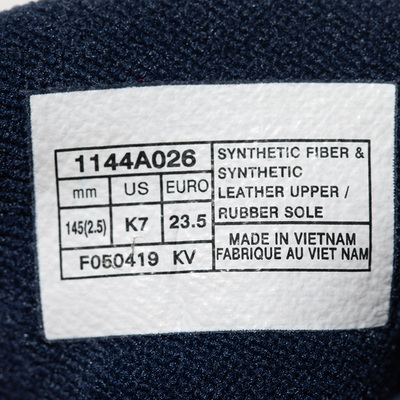 1144A026
mm US EURO
145(2.5) K7 23.5
F050419 KV
SYNTHETIC FIBER &
SYNTHETIC
LEATHER UPPER /
RUBBER SOLE
MADE IN VIETNAM
FABRIQUE AU VIET NAM